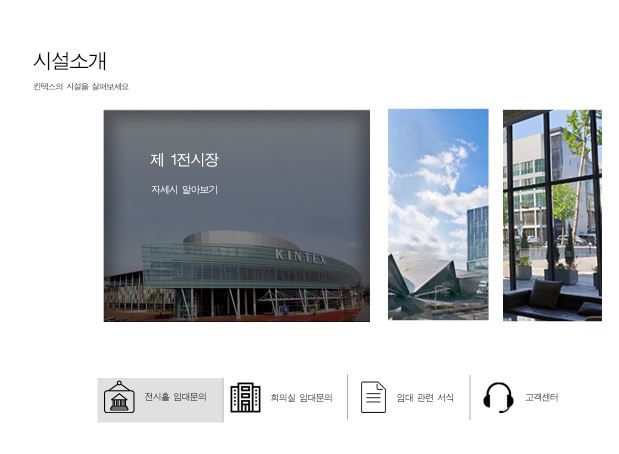 시설소개
킨텍스의 시설을 살펴보세요
제 1전시장
자세시 알아보기
KINTEX
전시홀 임대문의
회의실 임대문의
임대 관련 서식
고객센터